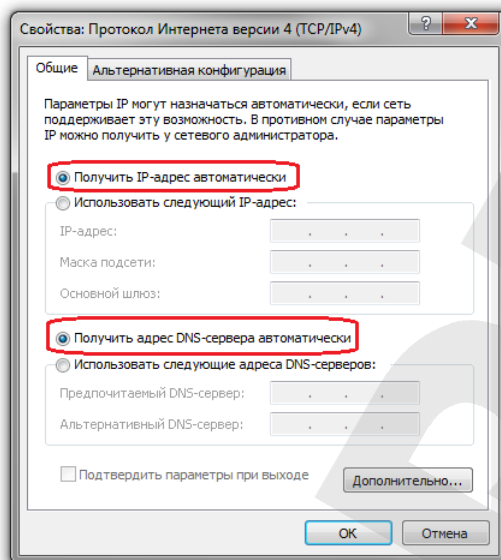 Свойства: Протокол Интернета версии 4 (TCP/IPv4)
Общие
Альтернативная конфигурация
Параметры IP могут назначаться автоматически, если сеть
поддерживает эту возможность. В противном случае параметры
IP можно получить у сетевого администратора.
Получить IP-адрес автоматически
Использовать следующий IP-адрес:
IP-адрес:
Маска подсети:
Основной шлюз:
Получить адрес DNS-сервера автоматически
Использовать следующие адреса DNS-серверов:
Предпочитаемый DNS-сервер:
Альтернативный DNS-сервер:
Подтвердить параметры при выходе
Дополнительно...
ОК
Отмена